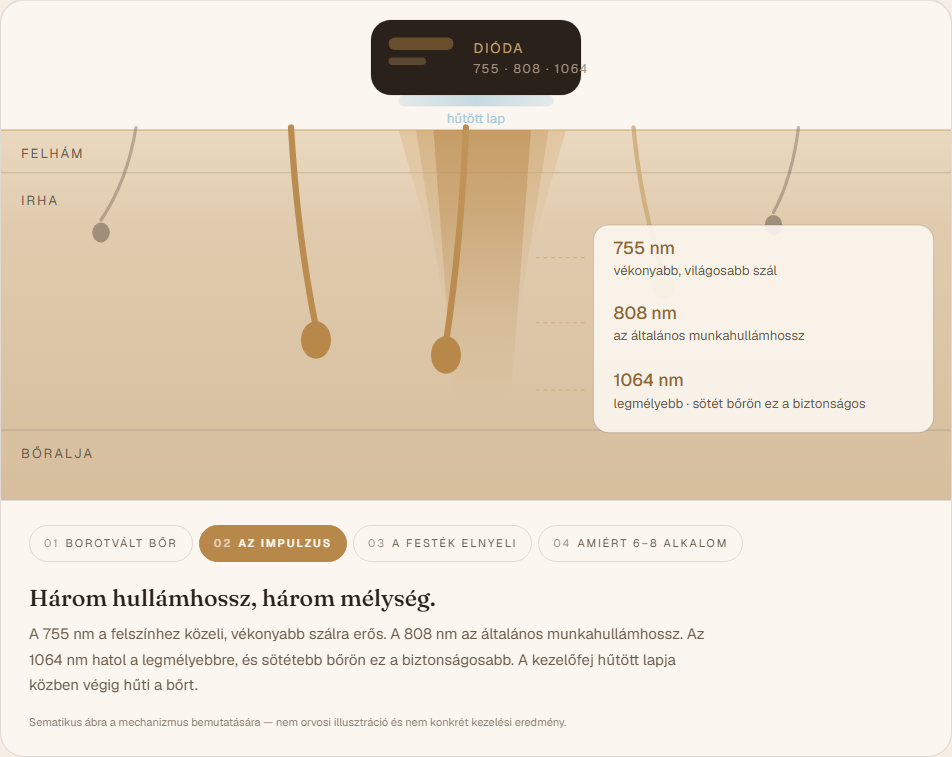 DIÓDA
755 · 808 · 1064
hűtött lap
FELHÁM
IRHA
755 nm
vékonyabb, világosabb szál
808 nm
az általános munkahullámhossz
1064 nm
legmélyebb · sötét bőrön ez a biztonságos
BŐRALJA
01 BOROTVÁLT BŐR
02 AZ IMPULZUS
03 A FESTÉK ELNYELI
04 AMIÉRT 6–8 ALKALOM
Három hullámhossz, három mélység.
A 755 nm a felszínhez közeli, vékonyabb szálra erős. A 808 nm az általános munkahullámhossz. Az
1064 nm hatol a legmélyebbre, és sötétebb bőrön ez a biztonságosabb. A kezelőfej hűtött lapja
közben végig hűti a bőrt.
Sematikus ábra a mechanizmus bemutatására — nem orvosi illusztráció és nem konkrét kezelési eredmény.